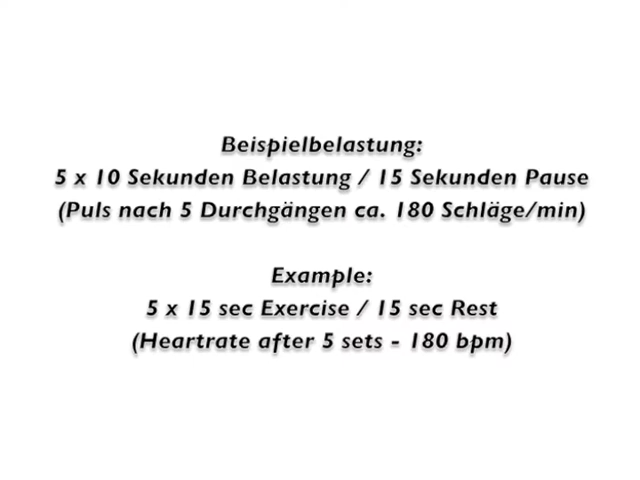 Beispielbelastung:
5 x 10 Sekunden Belastung / 15 Sekunden Pause
(Puls nach 5 Durchgängen ca. 180 Schläge/min)
Example:
5 x 15 sec Exercise / 15 sec Rest
(Heartrate after 5 sets - 180 bpm)